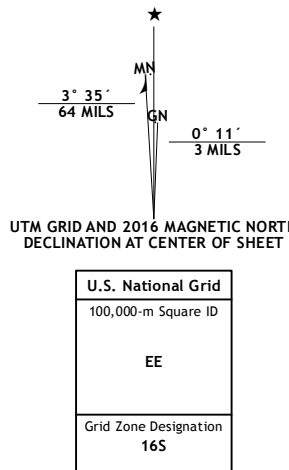 ★
MN
GN
3° 35´
64 MILS
0° 11´
3 MILS
UTM GRID AND 2016 MAGNETIC NORTH
DECLINATION AT CENTER OF SHEET
U.S. National Grid
100,000-m Square ID
EE
Grid Zone Designation
16S